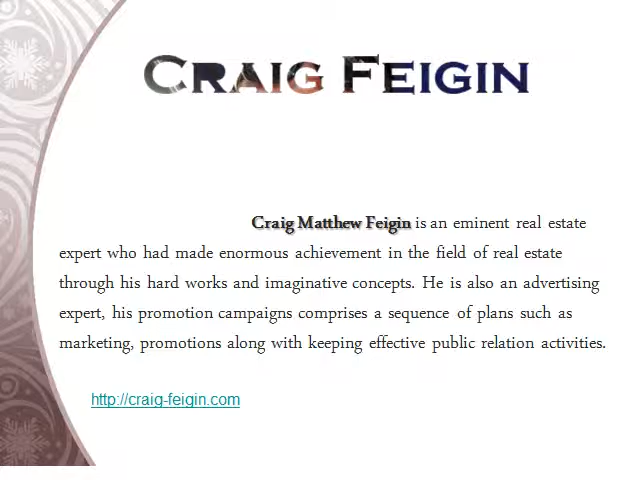 CRAIG FEIGIN
Craig Matthew Feigin is an eminent real estate
expert who had made enormous achievement in the field of real estate
through his hard works and imaginative concepts. He is also an advertising
expert, his promotion campaigns comprises a sequence of plans such as
marketing, promotions along with keeping effective public relation activities.
http://craig-feigin.com